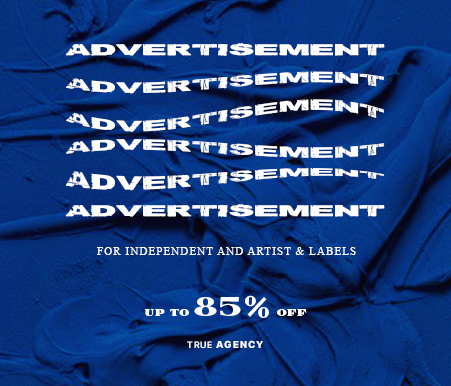 ADVERTISEMENT
ADVERTISEMENT
ADVERTISEMENT
ADVERTISEMENT
ADVERTISEMENT
ADVERTISEMENT
FOR INDEPENDENT AND ARTIST & LABELS
UP TO 85% OFF
TRUE AGENCY